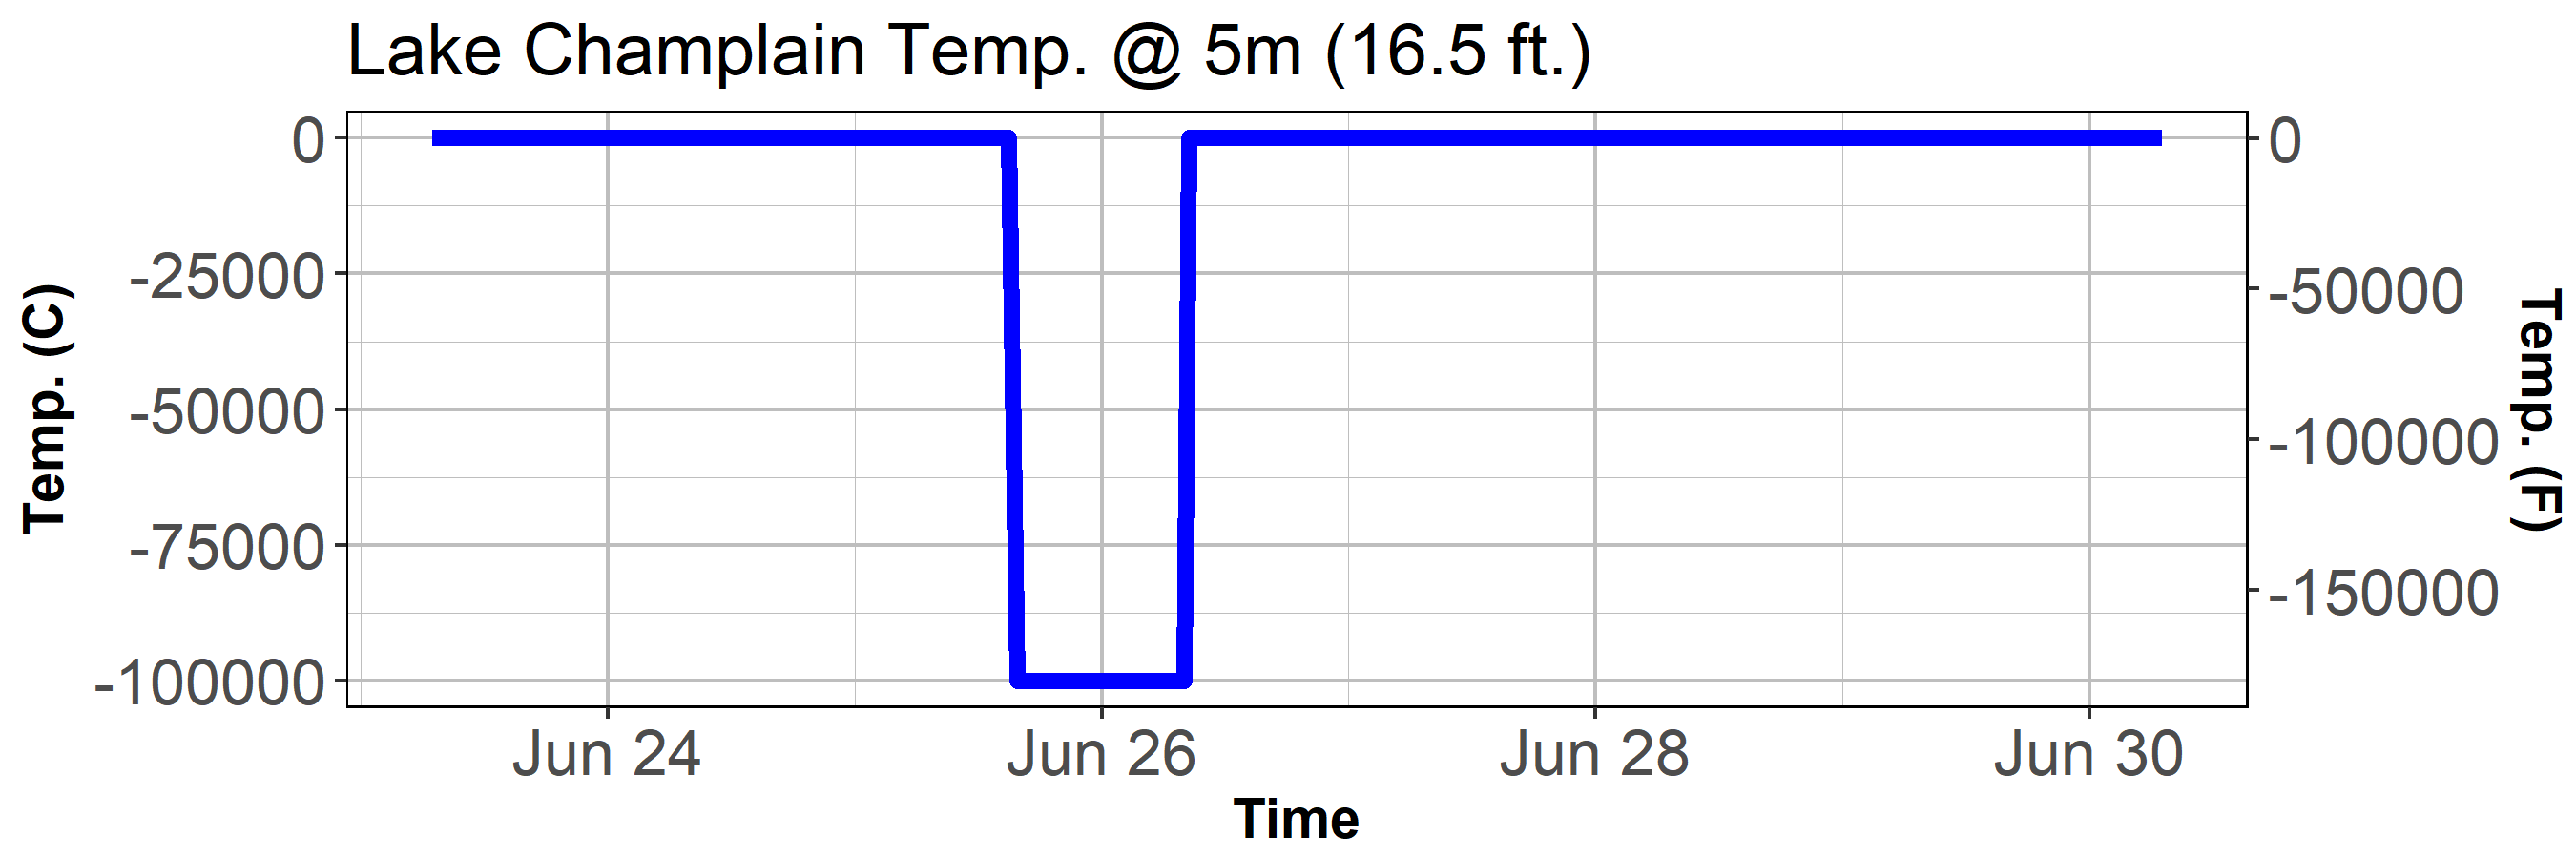 Lake Champlain Temp. @ 5m (16.5 ft.)
0
-25000
-50000
-75000
-100000
Temp. (C)
0
-50000
-100000
-150000
Temp. (F)
Jun 24 Jun 26 Jun 28 Jun 30
Time